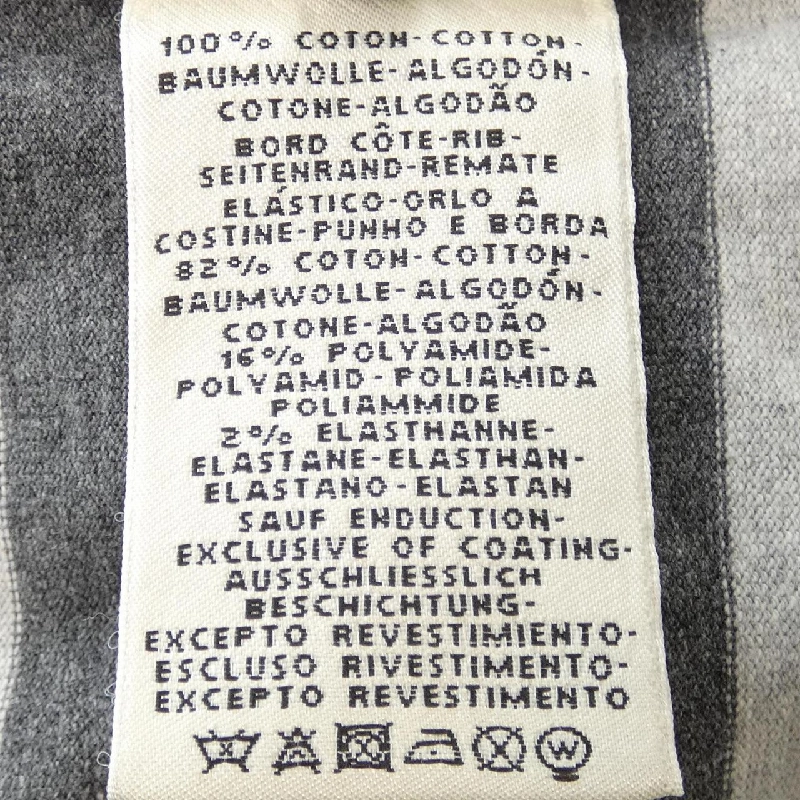 100% COTON-COTTON-
BAUMWOLLE-ALGODÓN-
COTONE-ALGODÃO
BORD CÔTE-RIB-
SEITENRAND-REMATE
ELÁSTICO-ORLO A
COSTINE-PUNHO E BORDA
82% COTON-COTTON-
BAUMWOLLE-ALGODÓN-
COTONE-ALGODÃO
16% POLYAMIDE-
POLYAMID-POLIAMIDA
POLIAMMIDE
2% ELASTHANNE-
ELASTANE-ELASTHAN-
ELASTANO-ELASTAN
SAUF ENDUCTION-
EXCLUSIVE OF COATING-
AUSSCHLIESSLICH
BESCHICHTUNG-
EXCEPTO REVESTIMIENTO-
ESCLUSO RIVESTIMENTO-
EXCEPTO REVESTIMENTO
W